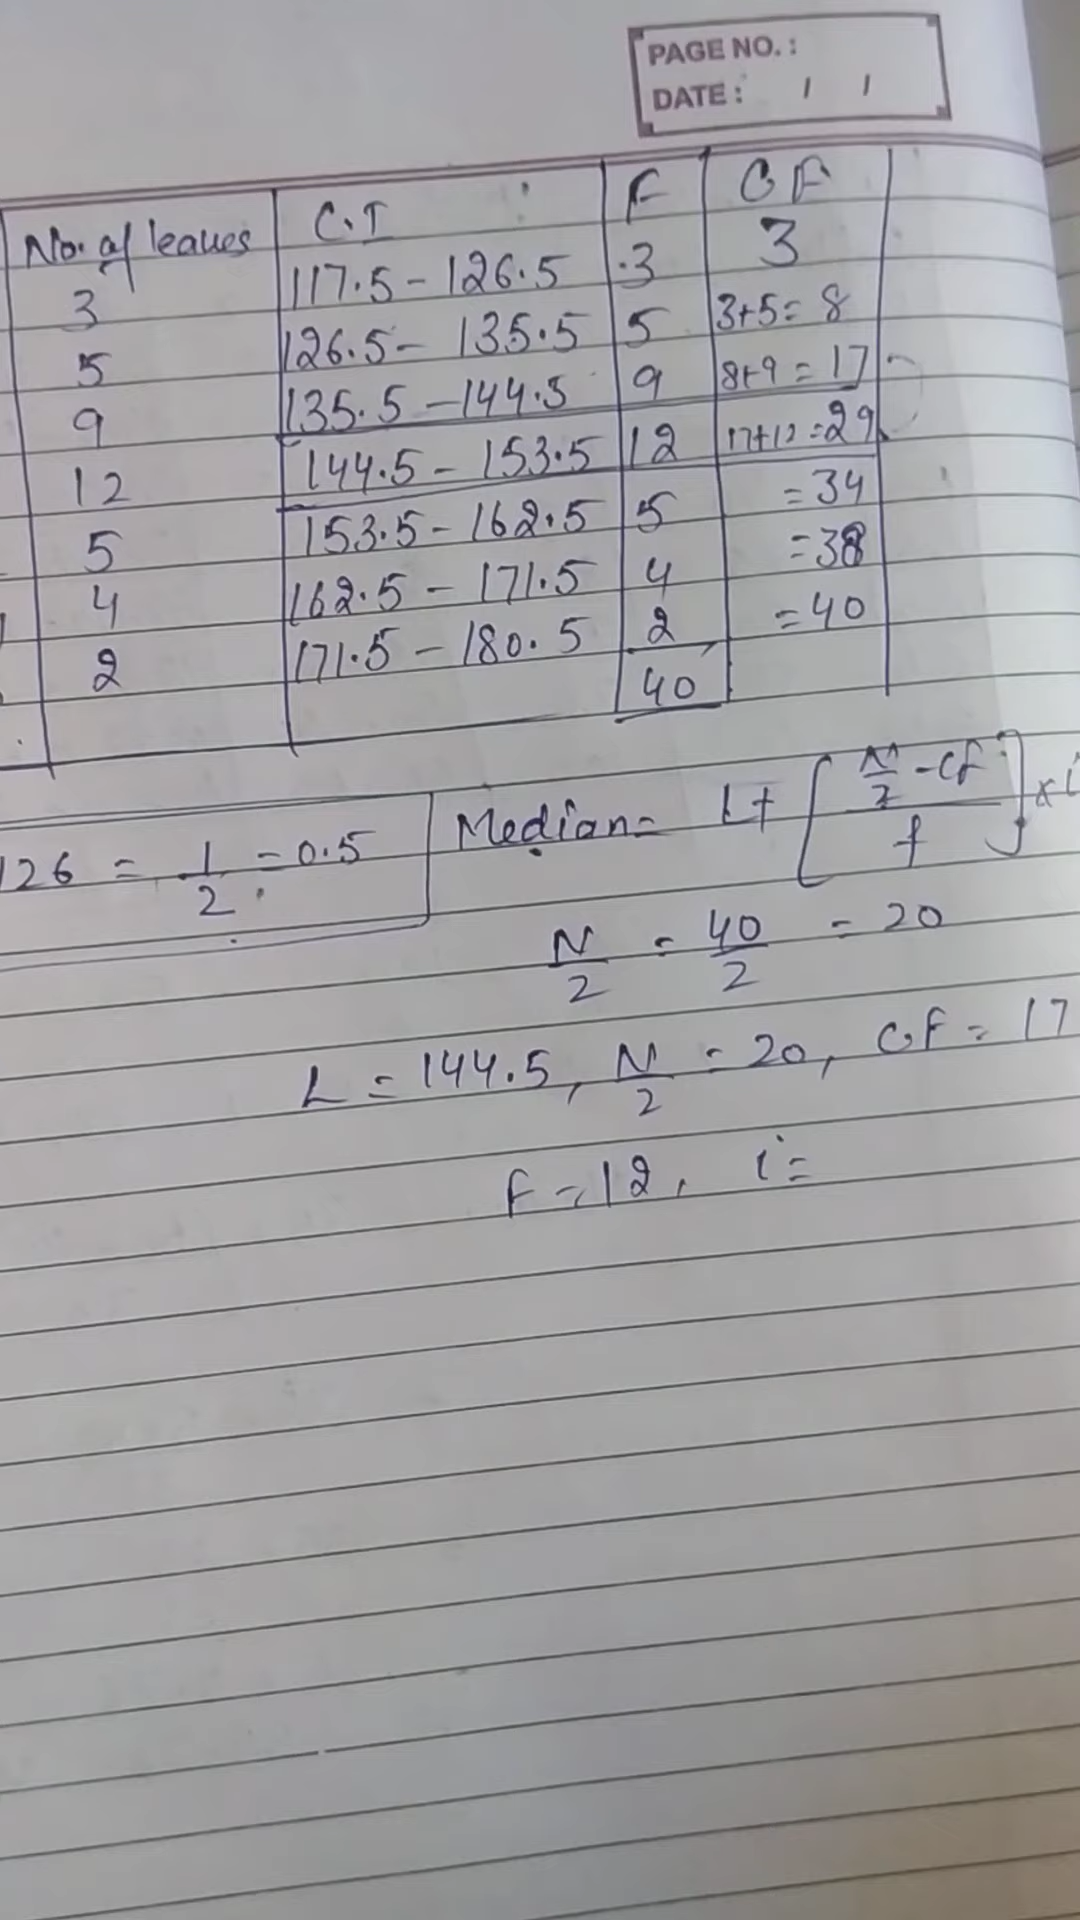 PAGE NO. :
DATE : / /
No. of leaves C.I F C F
3 117.5 - 126.5 3 3
5 126.5 - 135.5 5 3+5= 8
9 135.5 - 144.5 9 8+9 = 17
12 144.5 - 153.5 12 17+12 = 29
5 153.5 - 162.5 5 = 34
4 162.5 - 171.5 4 = 38
2 171.5 - 180.5 2 = 40
40
126 = 1/2 = 0.5
Median = L + [ (N/2 - Cf) / f ] × i
N/2 = 40/2 = 20
L = 144.5, N/2 = 20, CF = 17
F = 12, i =